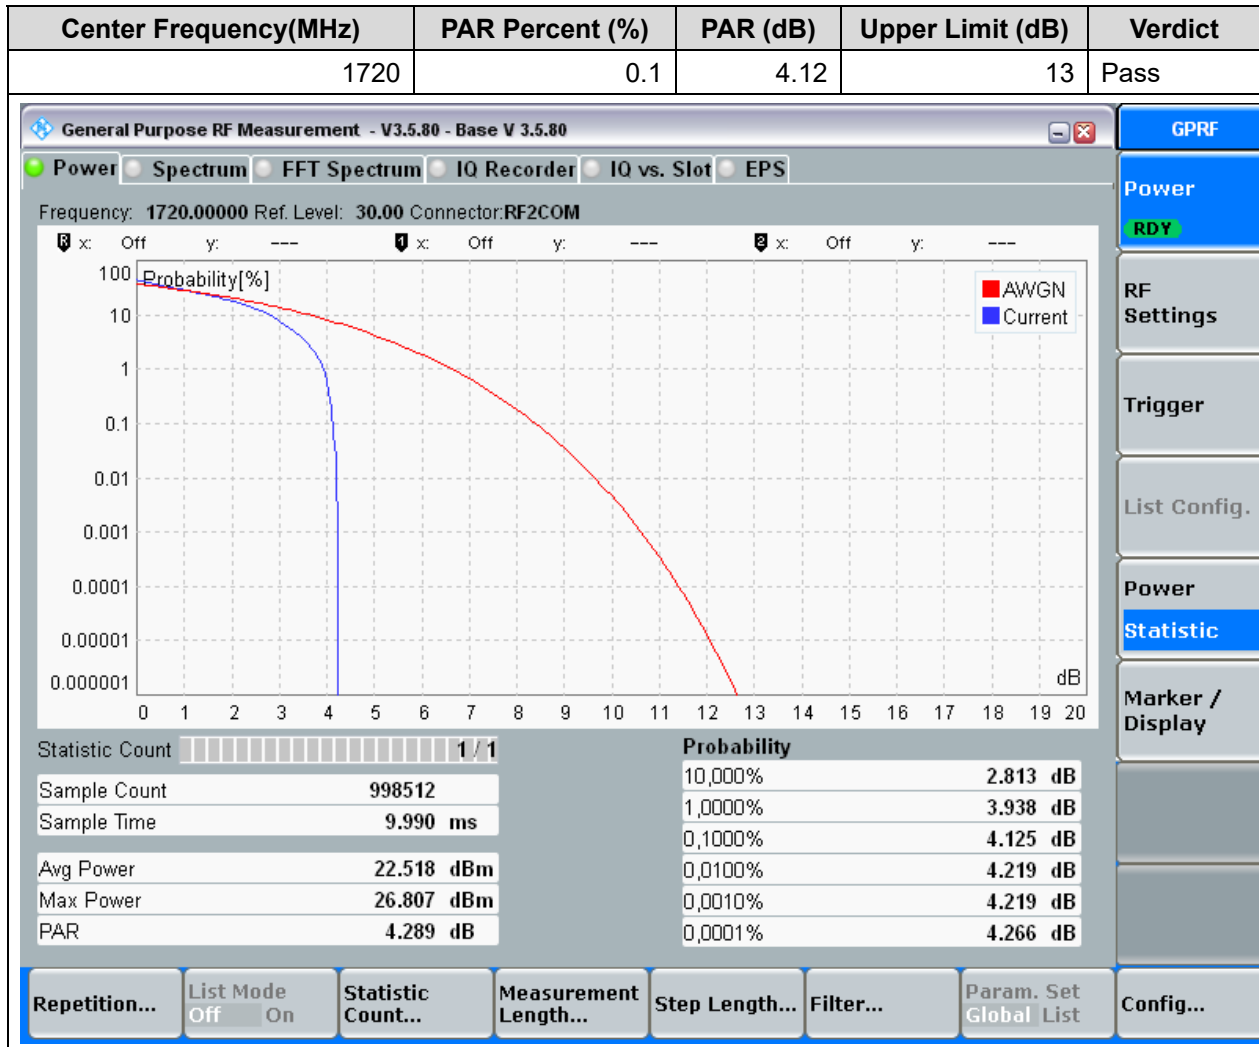 Center Frequency(MHz) PAR Percent (%) PAR (dB) Upper Limit (dB) Verdict
1720 0.1 4.12 13 Pass
General Purpose RF Measurement - V3.5.80 - Base V 3.5.80
GPRF
Power Spectrum FFT Spectrum IQ Recorder IQ vs. Slot EPS
Frequency: 1720.00000 Ref. Level: 30.00 Connector:RF2COM
R x: Off y: --- 1 x: Off y: --- 2 x: Off y: ---
Probability[%]
AWGN
Current
100
10
1
0.1
0.01
0.001
0.0001
0.00001
0.000001
dB
0 1 2 3 4 5 6 7 8 9 10 11 12 13 14 15 16 17 18 19 20
Statistic Count 1 / 1
Sample Count 998512
Sample Time 9.990 ms
Avg Power 22.518 dBm
Max Power 26.807 dBm
PAR 4.289 dB
Probability
10,000% 2.813 dB
1,0000% 3.938 dB
0,1000% 4.125 dB
0,0100% 4.219 dB
0,0010% 4.219 dB
0,0001% 4.266 dB
Power
RDY
RF
Settings
Trigger
List Config.
Power
Statistic
Marker /
Display
Repetition...
List Mode
Off On
Statistic
Count...
Measurement
Length...
Step Length...
Filter...
Param. Set
Global List
Config...